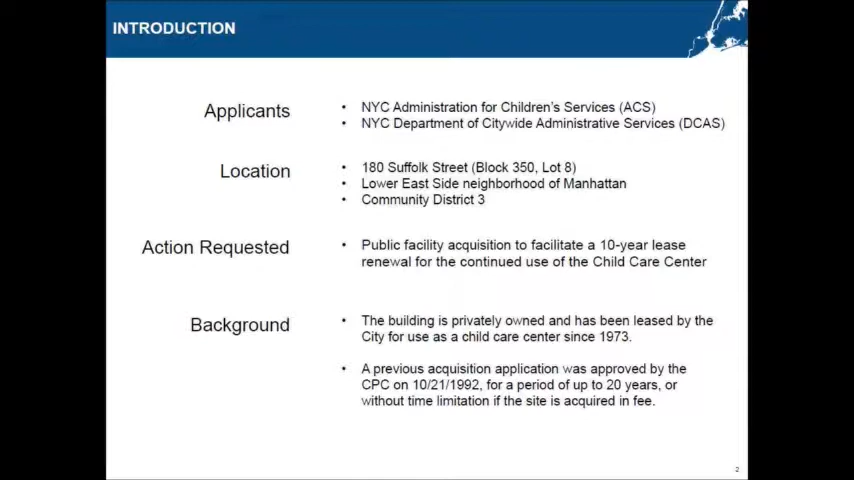 INTRODUCTION
Applicants
• NYC Administration for Children's Services (ACS)
• NYC Department of Citywide Administrative Services (DCAS)
Location
• 180 Suffolk Street (Block 350, Lot 8)
• Lower East Side neighborhood of Manhattan
• Community District 3
Action Requested
• Public facility acquisition to facilitate a 10-year lease
renewal for the continued use of the Child Care Center
Background
• The building is privately owned and has been leased by the
City for use as a child care center since 1973.
• A previous acquisition application was approved by the
CPC on 10/21/1992, for a period of up to 20 years, or
without time limitation if the site is acquired in fee.
2